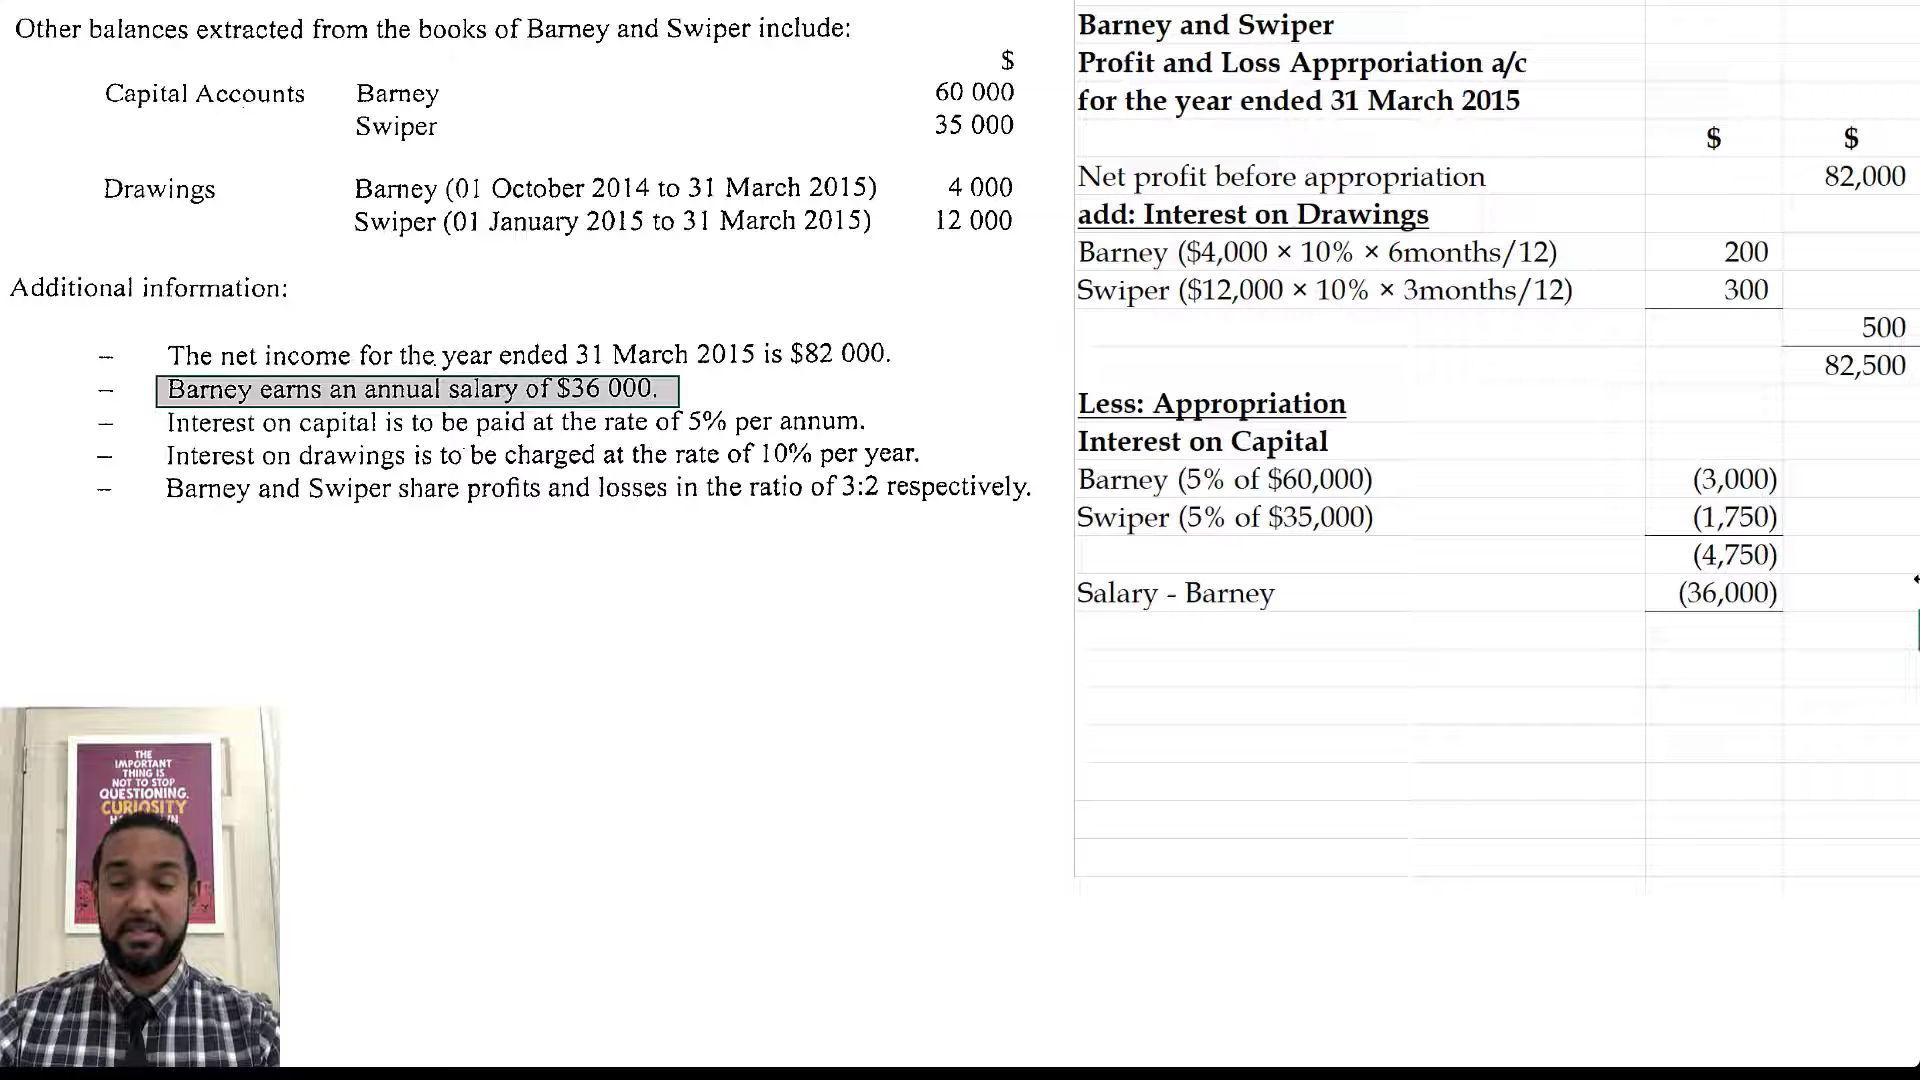 Other balances extracted from the books of Barney and Swiper include:
$
Capital Accounts Barney 60 000
Swiper 35 000
Drawings Barney (01 October 2014 to 31 March 2015) 4 000
Swiper (01 January 2015 to 31 March 2015) 12 000
Additional information:
– The net income for the year ended 31 March 2015 is $82 000.
– Barney earns an annual salary of $36 000.
– Interest on capital is to be paid at the rate of 5% per annum.
– Interest on drawings is to be charged at the rate of 10% per year.
– Barney and Swiper share profits and losses in the ratio of 3:2 respectively.
Barney and Swiper
Profit and Loss Apprporiation a/c
for the year ended 31 March 2015
$ $
Net profit before appropriation 82,000
add: Interest on Drawings
Barney ($4,000 × 10% × 6months/12) 200
Swiper ($12,000 × 10% × 3months/12) 300
500
82,500
Less: Appropriation
Interest on Capital
Barney (5% of $60,000) (3,000)
Swiper (5% of $35,000) (1,750)
(4,750)
Salary - Barney (36,000)
THE
IMPORTANT
THING IS
NOT TO STOP
QUESTIONING.
CURIOSITY